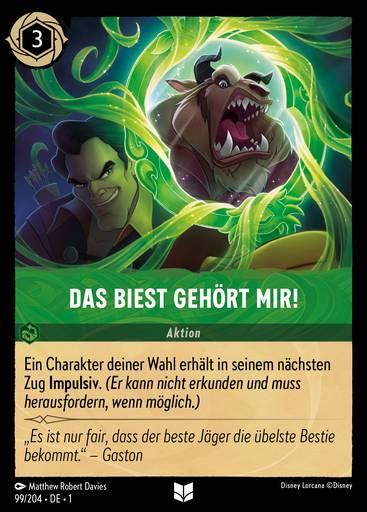 3
DAS BIEST GEHÖRT MIR!
Aktion
Ein Charakter deiner Wahl erhält in seinem nächsten
Zug Impulsiv. (Er kann nicht erkunden und muss
herausfordern, wenn möglich.)
„Es ist nur fair, dass der beste Jäger die übelste Bestie
bekommt.“ – Gaston
Matthew Robert Davies
Disney Lorcana ©Disney
99/204 • DE • 1